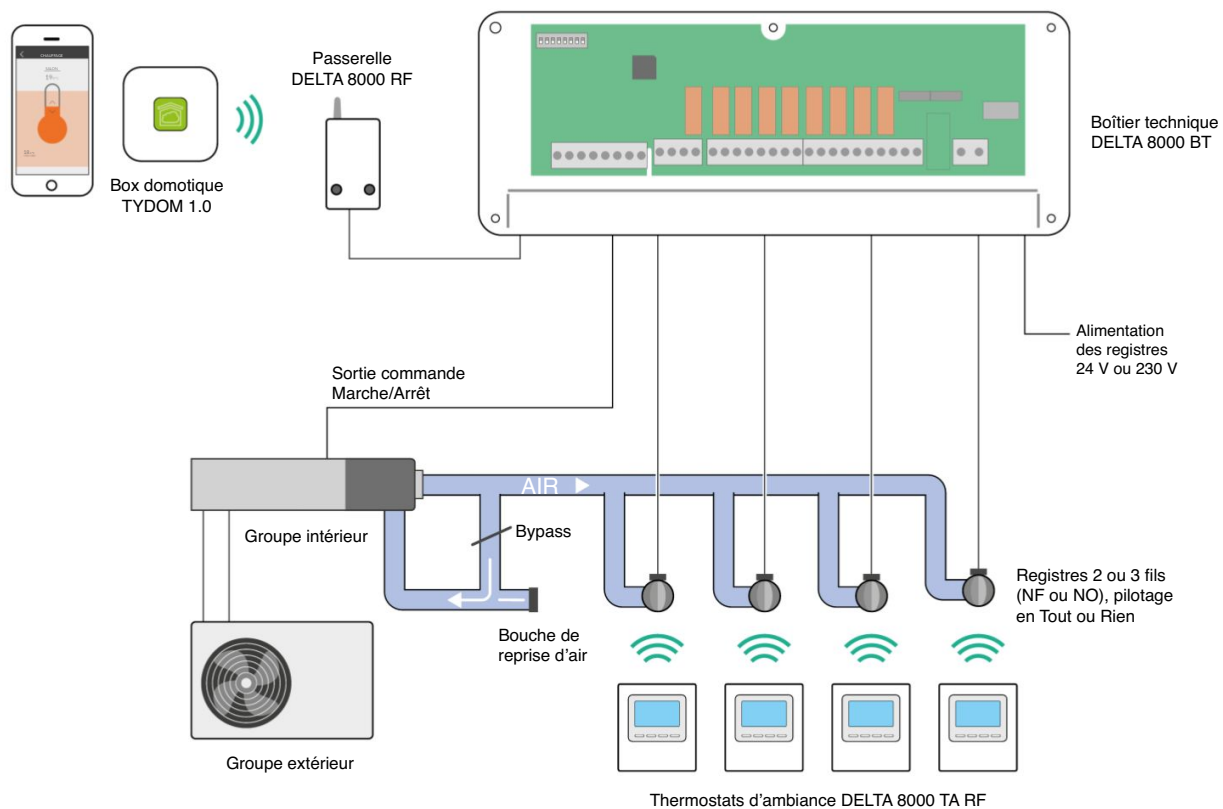 CHAUFFAGE
Passerelle
DELTA 8000 RF
Box domotique
TYDOM 1.0
Boîtier technique
DELTA 8000 BT
Alimentation
des registres
24 V ou 230 V
Sortie commande
Marche/Arrêt
AIR
Groupe intérieur
Bypass
Bouche de
reprise d’air
Registres 2 ou 3 fils
(NF ou NO), pilotage
en Tout ou Rien
Groupe extérieur
Thermostats d’ambiance DELTA 8000 TA RF